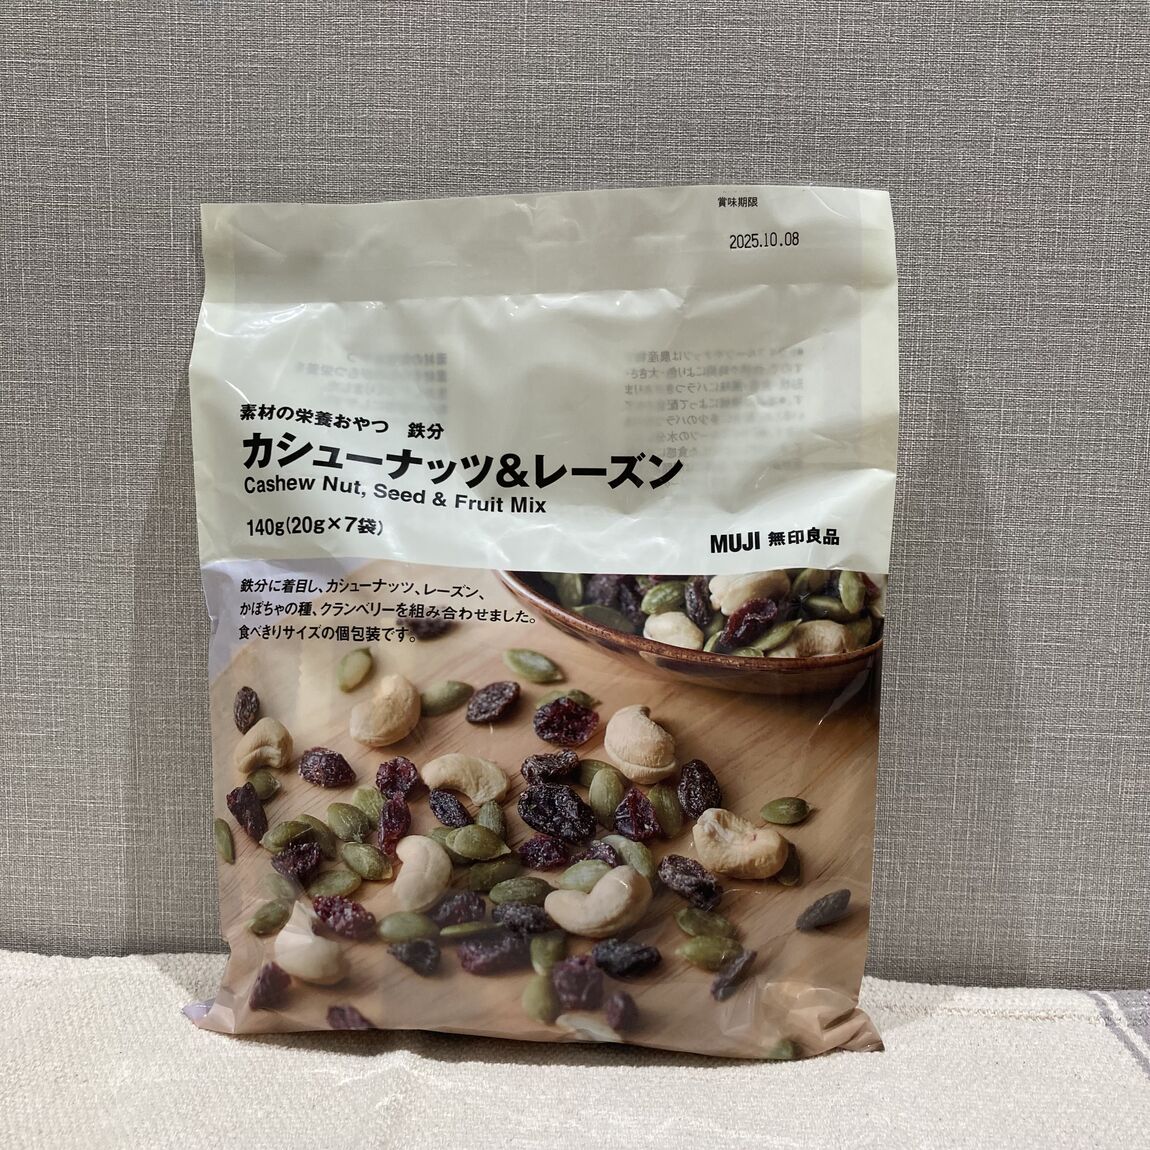 賞味期限
2025.10.08
素材の栄養おやつ 鉄分
カシューナッツ&レーズン
Cashew Nut, Seed & Fruit Mix
140g(20g×7袋)
MUJI 無印良品
鉄分に着目し、カシューナッツ、レーズン、
かぼちゃの種、クランベリーを組み合わせました。
食べきりサイズの個包装です。